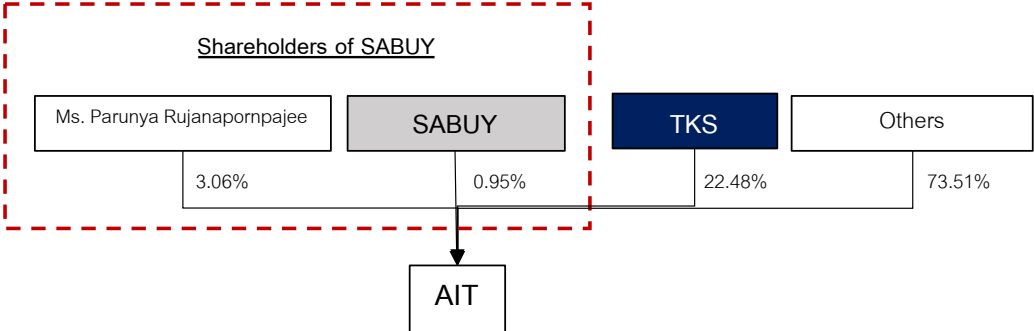 Shareholders of SABUY
Ms. Parunya Rujanapornpajee
SABUY
TKS
Others
3.06%
0.95%
22.48%
73.51%
AIT